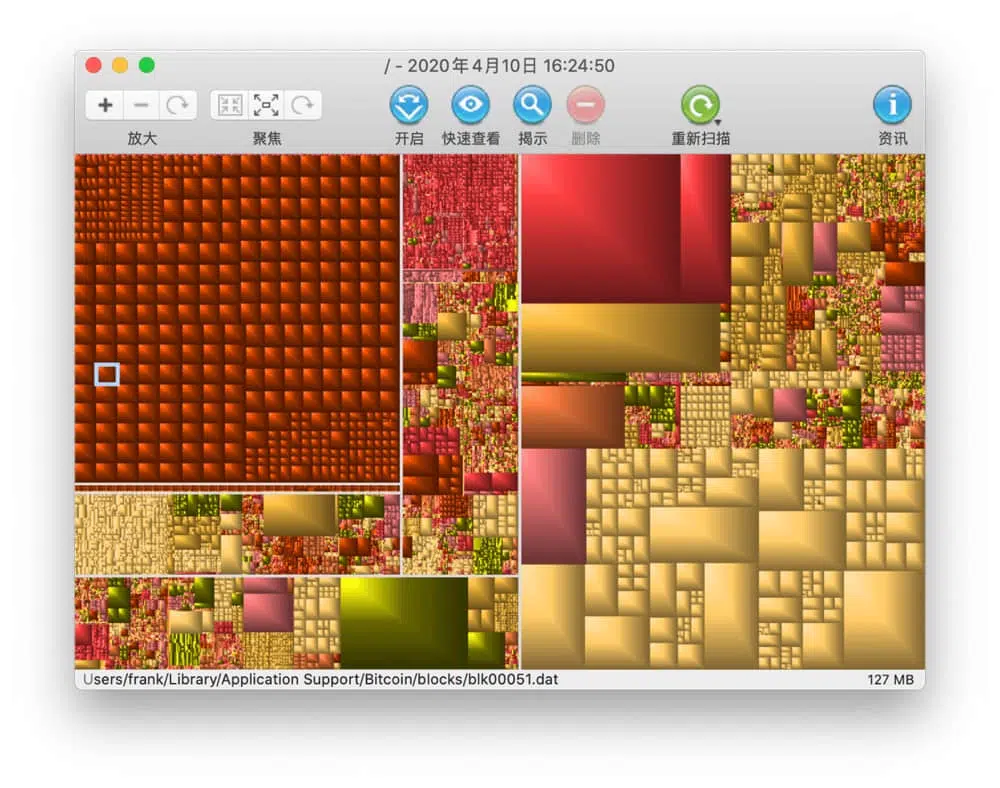 / - 2020年4月10日 16:24:50
放大 聚焦 开启 快速查看 揭示 删除 重新扫描 资讯
Users/frank/Library/Application Support/Bitcoin/blocks/blk00051.dat 127 MB